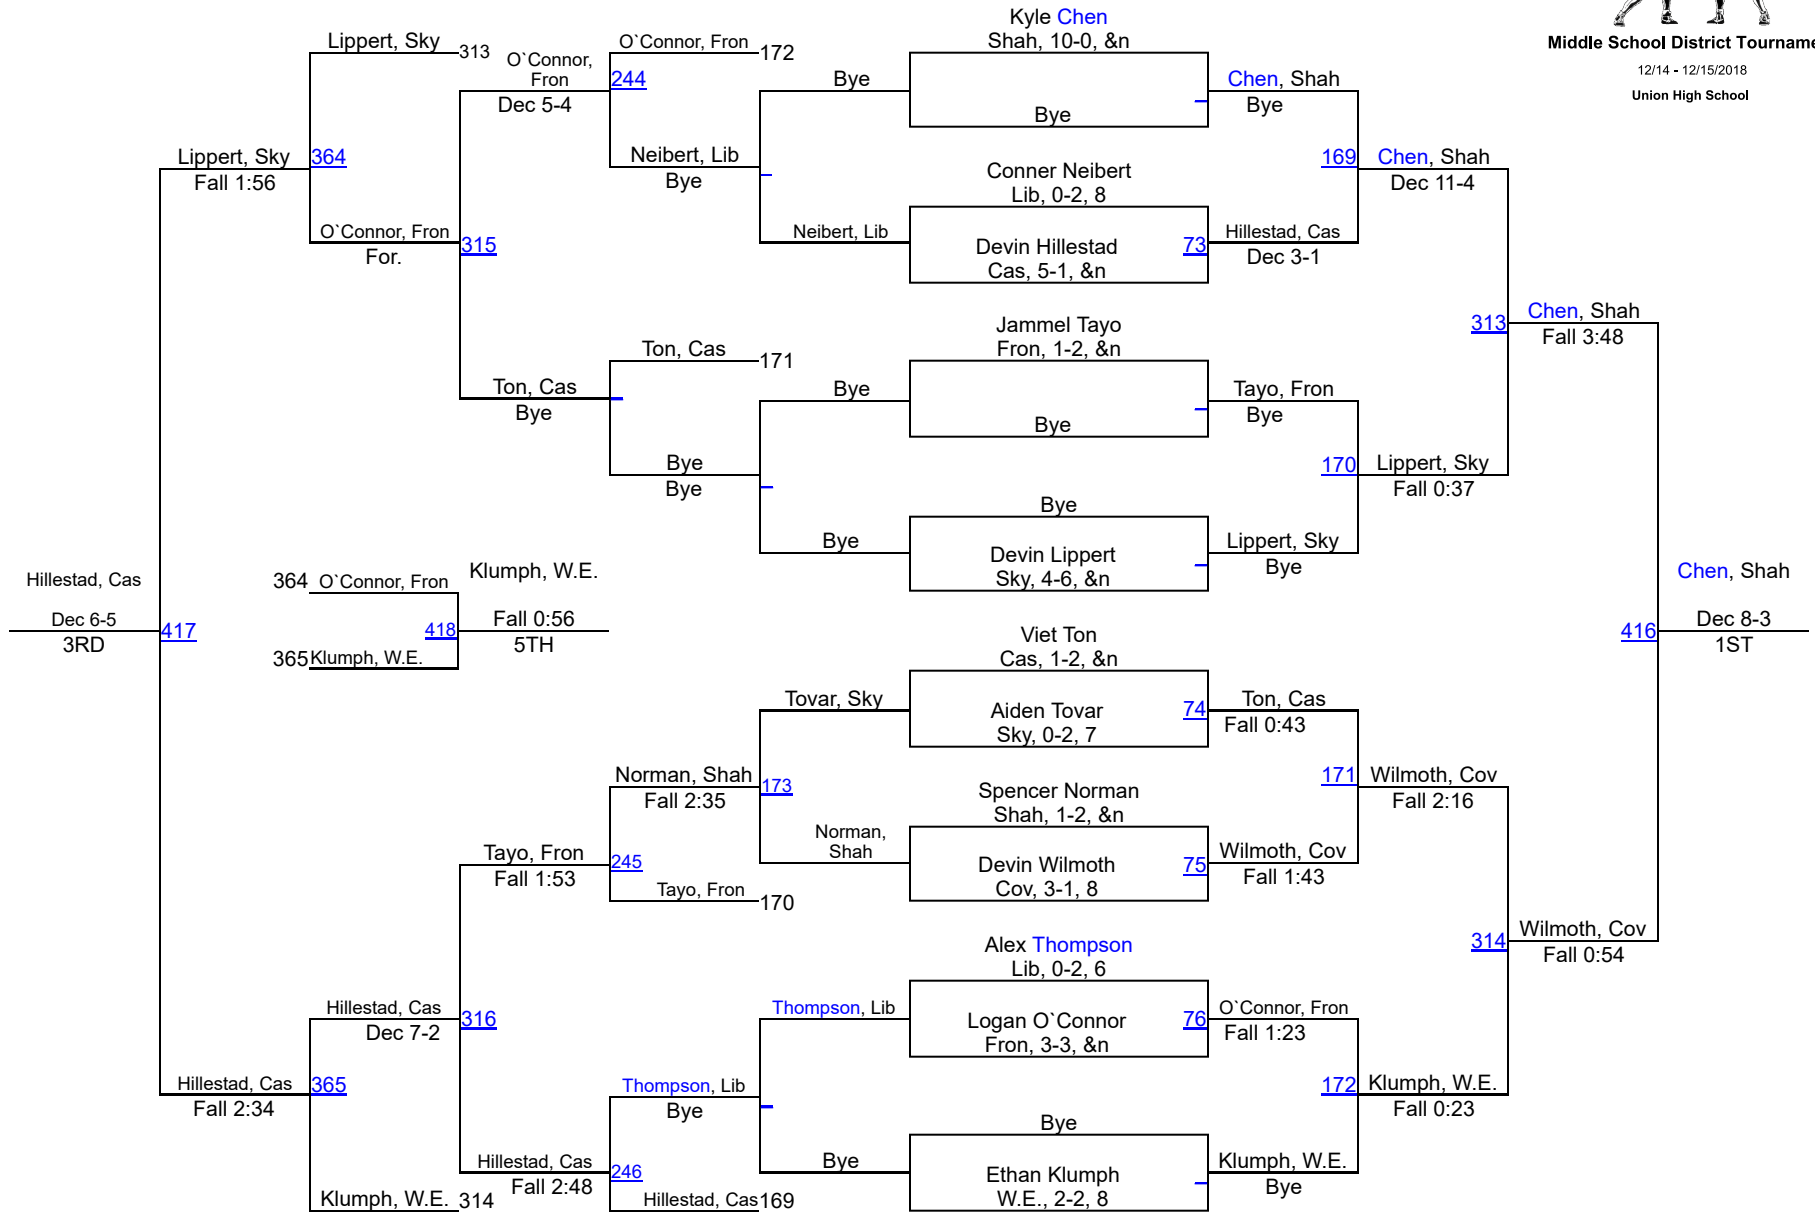 Middle School District Tourname
12/14 - 12/15/2018
Union High School
Kyle Chen
Shah, 10-0, &n
Bye
Conner Neibert
Lib, 0-2, 8
Devin Hillestad
Cas, 5-1, &n
73
Jammel Tayo
Fron, 1-2, &n
Bye
Bye
Devin Lippert
Sky, 4-6, &n
Viet Ton
Cas, 1-2, &n
Aiden Tovar
Sky, 0-2, 7
74
Spencer Norman
Shah, 1-2, &n
Devin Wilmoth
Cov, 3-1, 8
75
Alex Thompson
Lib, 0-2, 6
Logan O`Connor
Fron, 3-3, &n
76
Bye
Ethan Klumph
W.E., 2-2, 8
Chen, Shah
Bye
169
Hillestad, Cas
Dec 3-1
Tayo, Fron
Bye
170
Lippert, Sky
Bye
Ton, Cas
Fall 0:43
171
Wilmoth, Cov
Fall 1:43
O`Connor, Fron
Fall 1:23
172
Klumph, W.E.
Bye
Chen, Shah
Dec 11-4
313
Lippert, Sky
Fall 0:37
Wilmoth, Cov
Fall 2:16
314
Klumph, W.E.
Fall 0:23
Chen, Shah
Fall 3:48
416
Wilmoth, Cov
Fall 0:54
Chen, Shah
Dec 8-3
1ST
Bye
Neibert, Lib
Bye
Bye
Tovar, Sky
173
Norman,
Shah
Thompson, Lib
Bye
O`Connor, Fron
172
244
Neibert, Lib
Bye
Ton, Cas
171
Bye
Bye
Norman, Shah
Fall 2:35
245
Tayo, Fron
170
Thompson, Lib
Bye
246
Hillestad, Cas
169
O`Connor,
Fron
Dec 5-4
315
Ton, Cas
Bye
Tayo, Fron
Fall 1:53
316
Hillestad, Cas
Fall 2:48
Lippert, Sky
313
364
O`Connor, Fron
For.
Hillestad, Cas
Dec 7-2
365
Klumph, W.E.
314
Lippert, Sky
Fall 1:56
417
Hillestad, Cas
Fall 2:34
Hillestad, Cas
Dec 6-5
3RD
364
O`Connor, Fron
418
365
Klumph, W.E.
Klumph, W.E.
Fall 0:56
5TH